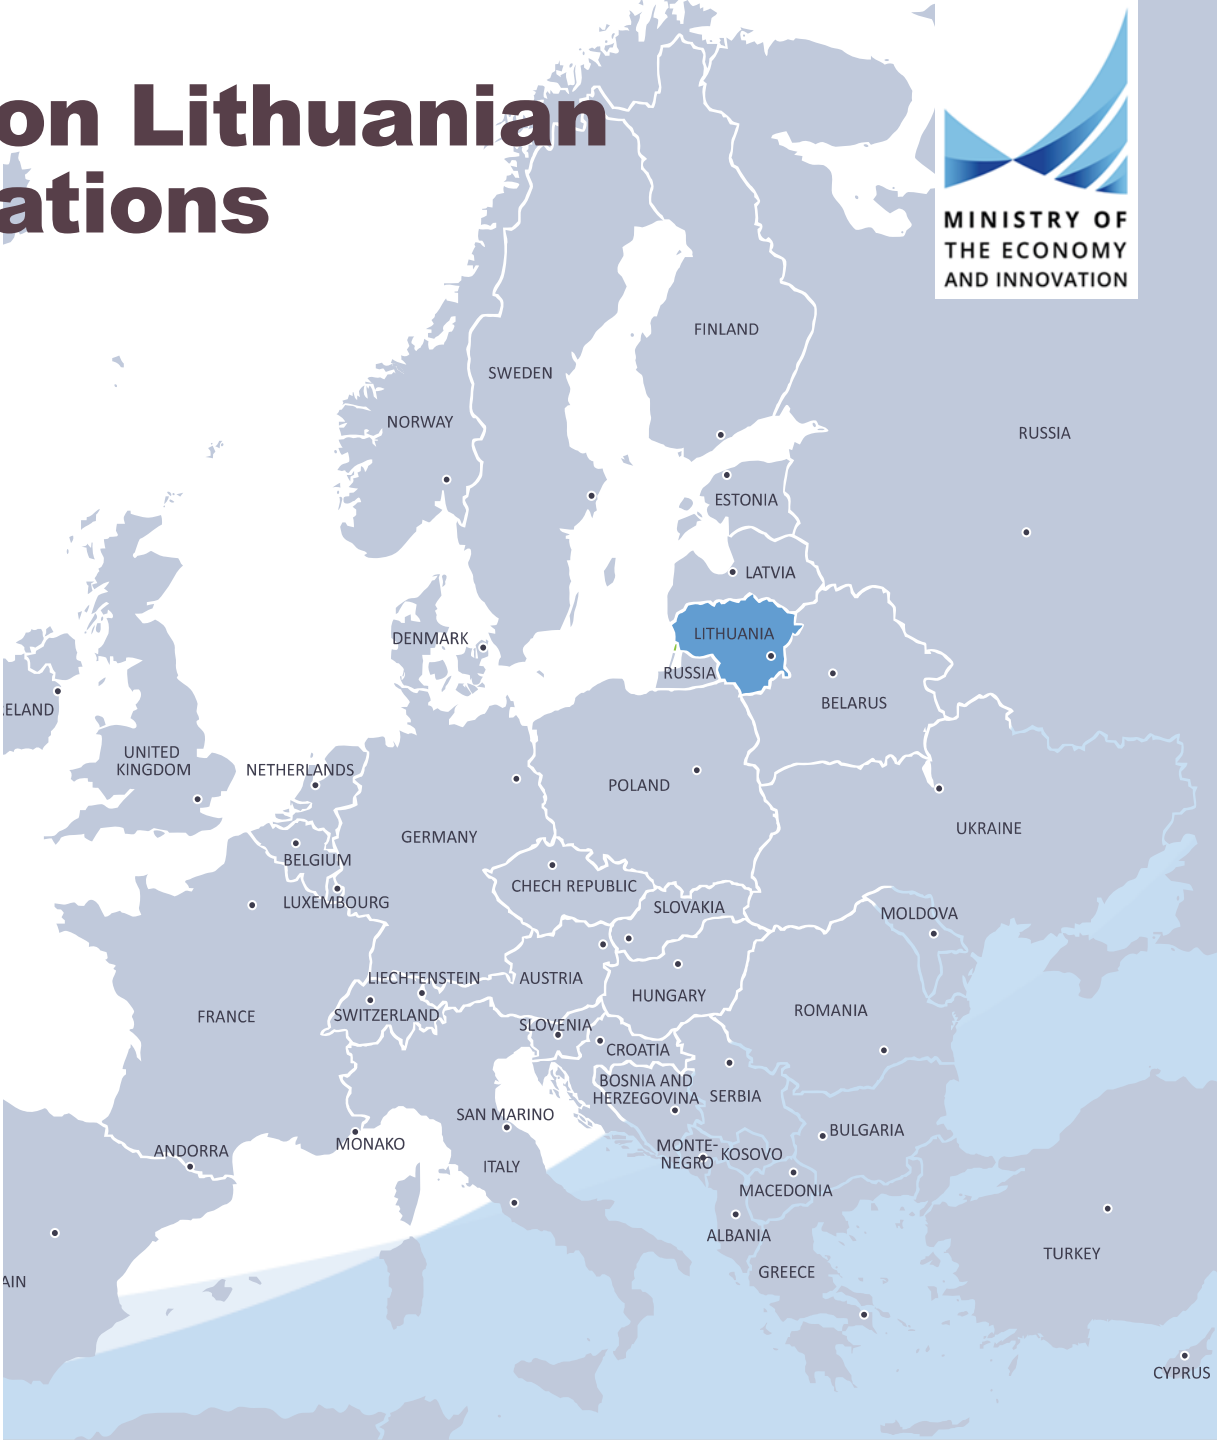 on Lithuanian
ations
MINISTRY OF
THE ECONOMY
AND INNOVATION
FINLAND
SWEDEN
NORWAY
RUSSIA
ESTONIA
LATVIA
LITHUANIA
DENMARK
RUSSIA
BELARUS
ELAND
UNITED
KINGDOM
NETHERLANDS
POLAND
UKRAINE
GERMANY
BELGIUM
CHECH REPUBLIC
LUXEMBOURG
SLOVAKIA
MOLDOVA
LIECHTENSTEIN
AUSTRIA
HUNGARY
ROMANIA
FRANCE
SWITZERLAND
SLOVENIA
CROATIA
BOSNIA AND
HERZEGOVINA
SERBIA
SAN MARINO
BULGARIA
MONAKO
ANDORRA
MONTE-
NEGRO
KOSOVO
ITALY
MACEDONIA
ALBANIA
TURKEY
GREECE
AIN
CYPRUS